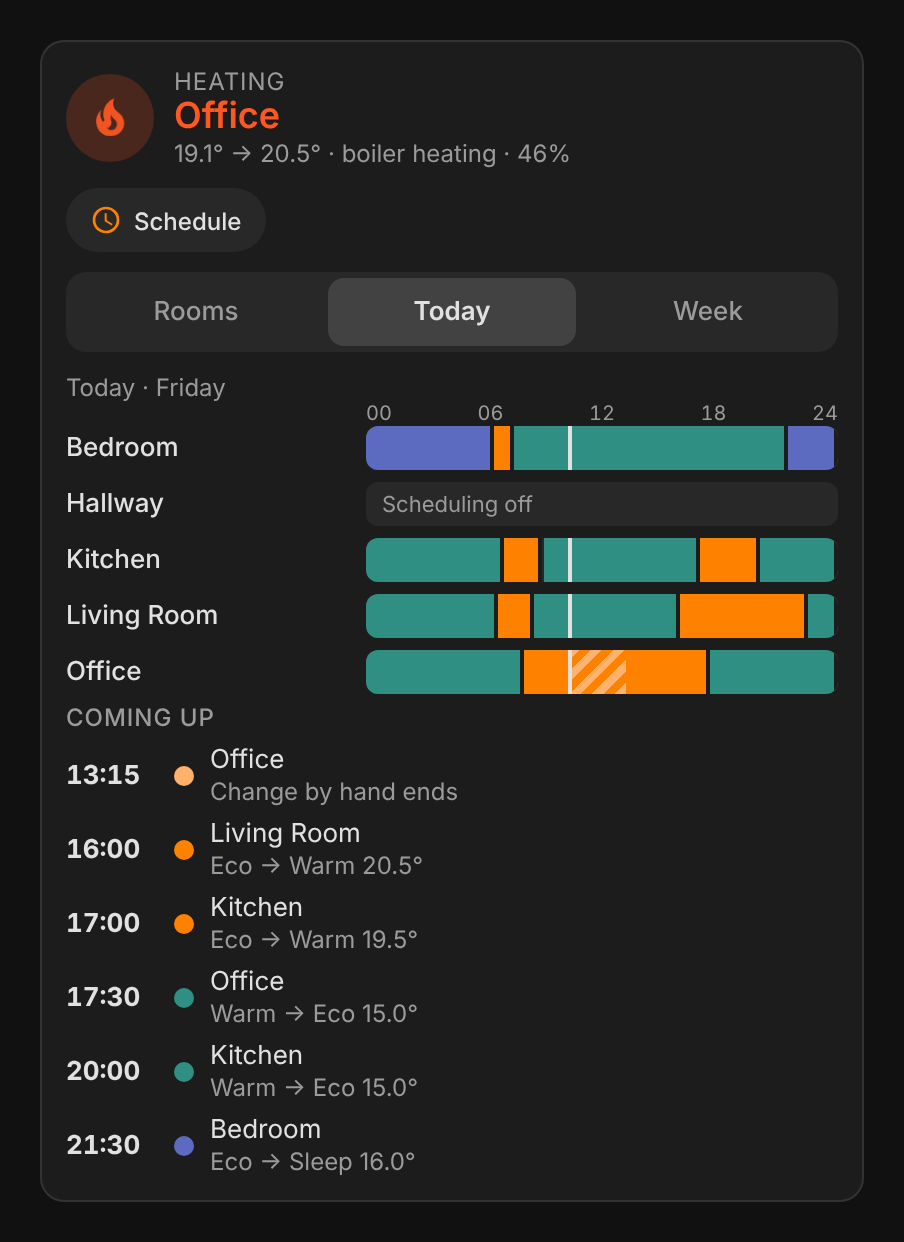 HEATING
Office
19.1° → 20.5° · boiler heating · 46%
Schedule
Rooms Today Week
Today · Friday
00 06 12 18 24
Bedroom
Hallway Scheduling off
Kitchen
Living Room
Office
COMING UP
13:15 Office
Change by hand ends
16:00 Living Room
Eco → Warm 20.5°
17:00 Kitchen
Eco → Warm 19.5°
17:30 Office
Warm → Eco 15.0°
20:00 Kitchen
Warm → Eco 15.0°
21:30 Bedroom
Eco → Sleep 16.0°